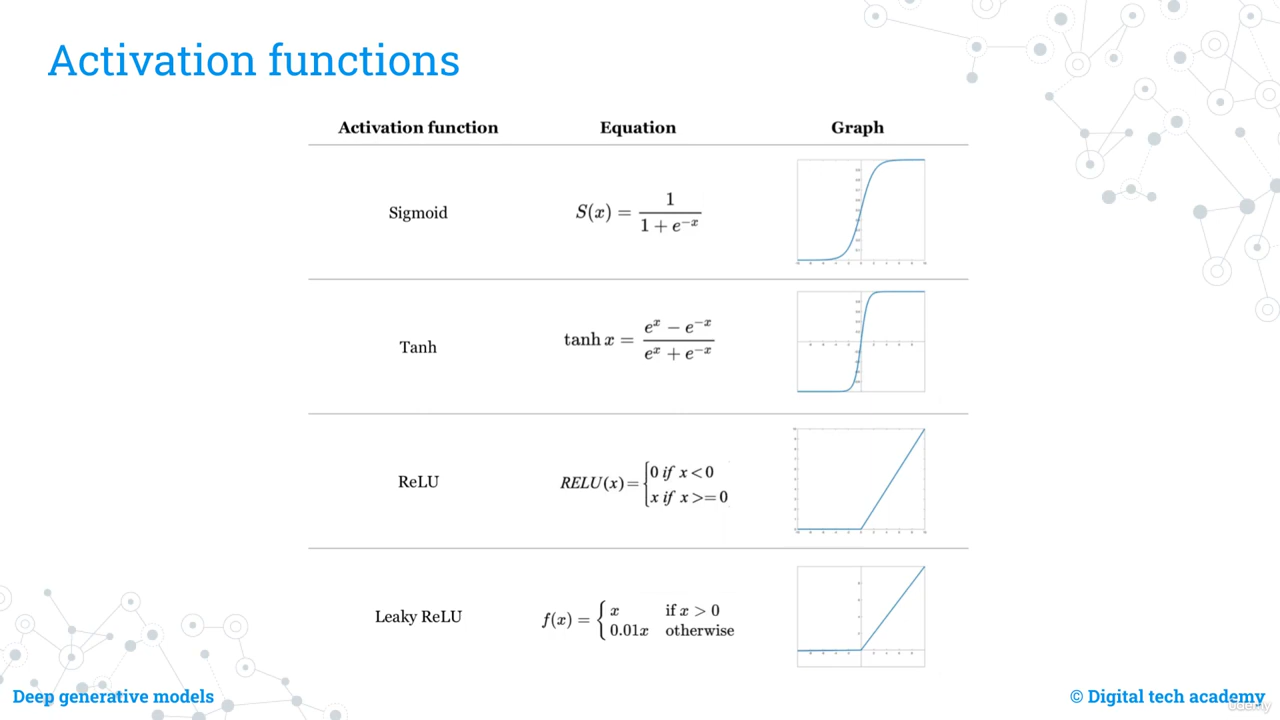 Activation functions
Activation function Equation Graph
Sigmoid S(x) = 1 / (1 + e^{-x})
Tanh tanh x = (e^x − e^{-x}) / (e^x + e^{-x})
ReLU RELU(x)= {0 if x<0
x if x>=0
Leaky ReLU f(x) = {x if x > 0
0.01x otherwise
Deep generative models
© Digital tech academy
udemy